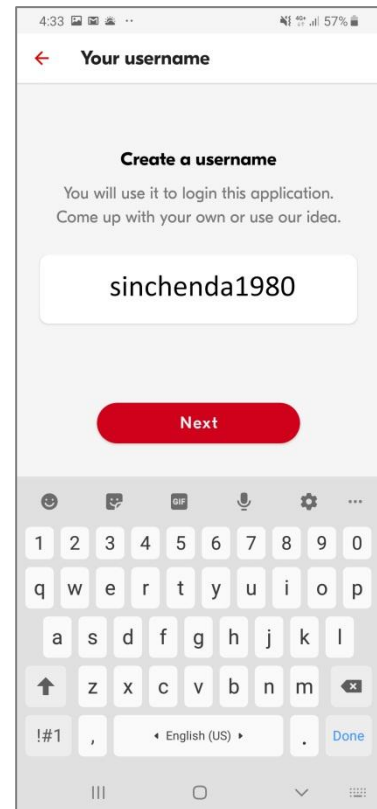 4:33 57%
Your username
Create a username
You will use it to login this application.
Come up with your own or use our idea.
sinchenda1980
Next
GIF
1 2 3 4 5 6 7 8 9 0
q w e r t y u i o p
a s d f g h j k l
z x c v b n m
!#1 , English (US) . Done